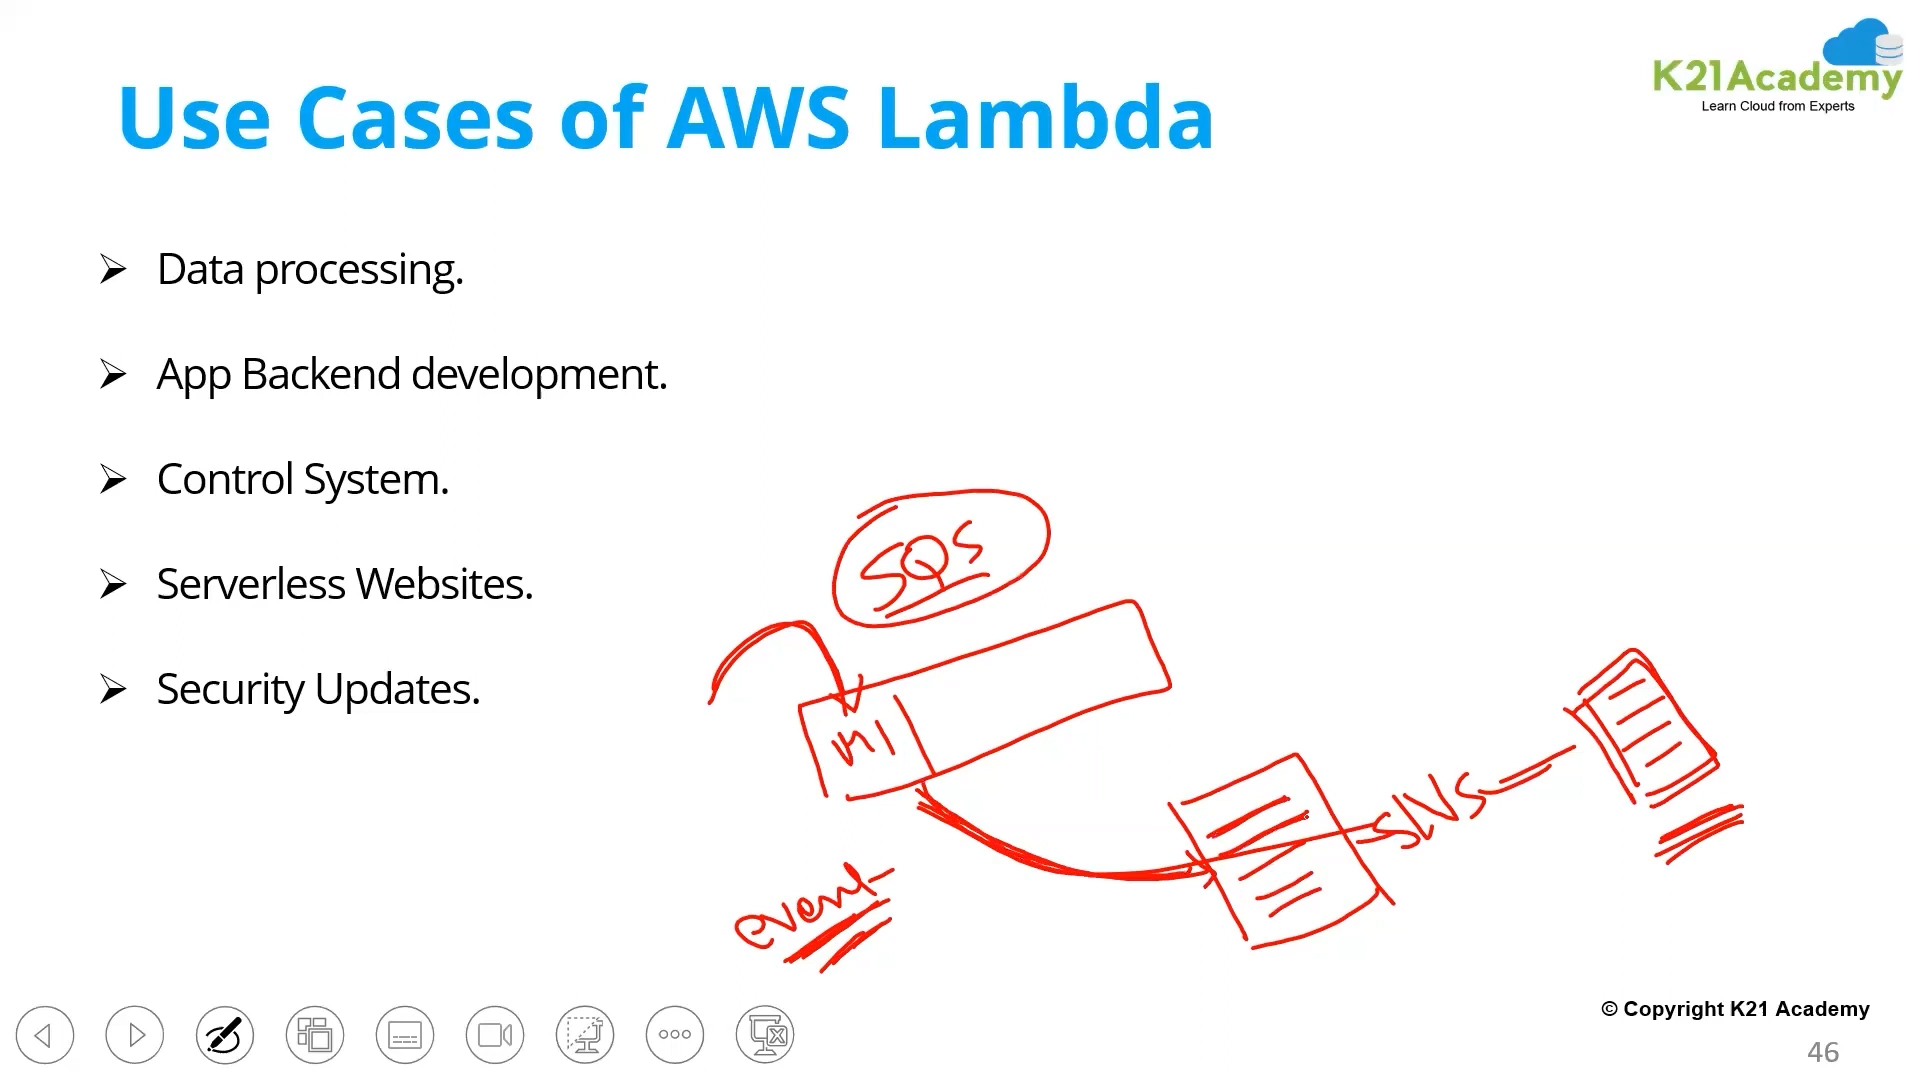 K21Academy
Learn Cloud from Experts
Use Cases of AWS Lambda
Data processing.
App Backend development.
Control System.
Serverless Websites.
Security Updates.
SQS
M1
SNS
event
© Copyright K21 Academy
46